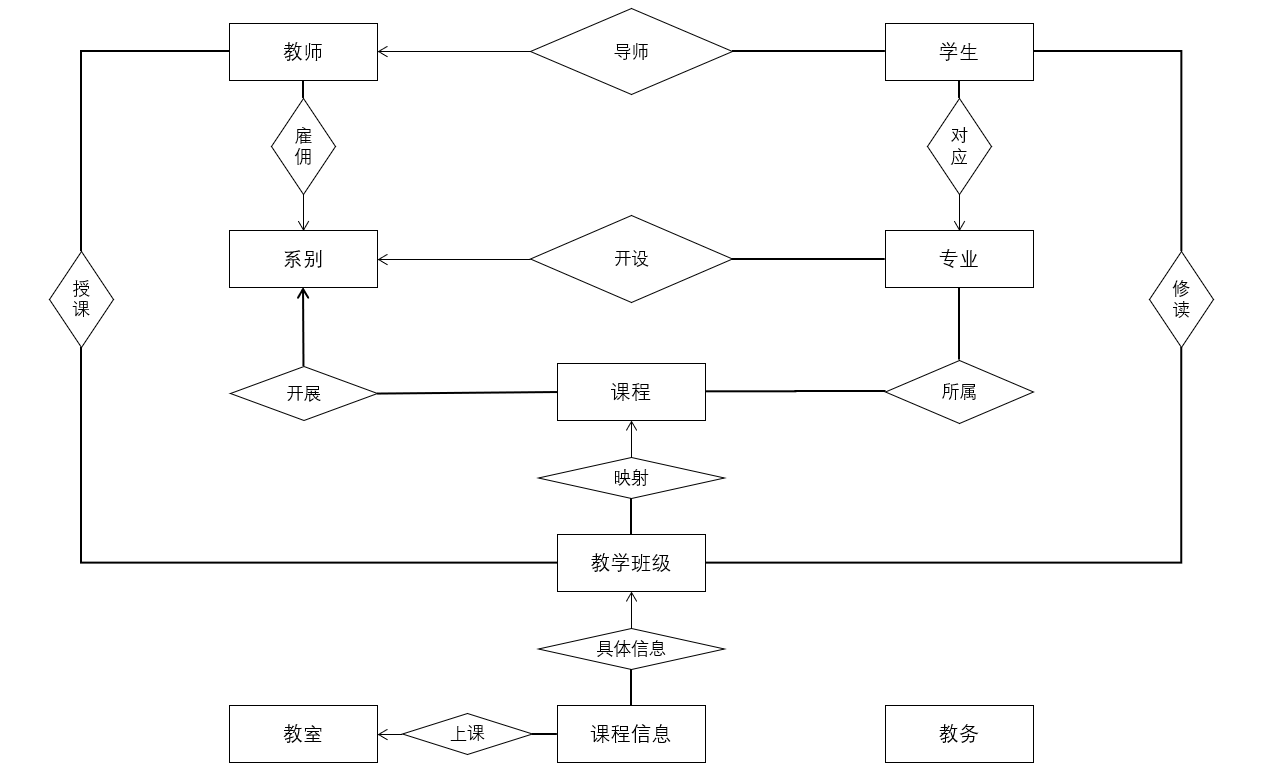 教师
导师
学生
雇
佣
对
应
系别
开设
专业
授
课
修
读
开展
课程
所属
映射
教学班级
具体信息
教室
上课
课程信息
教务